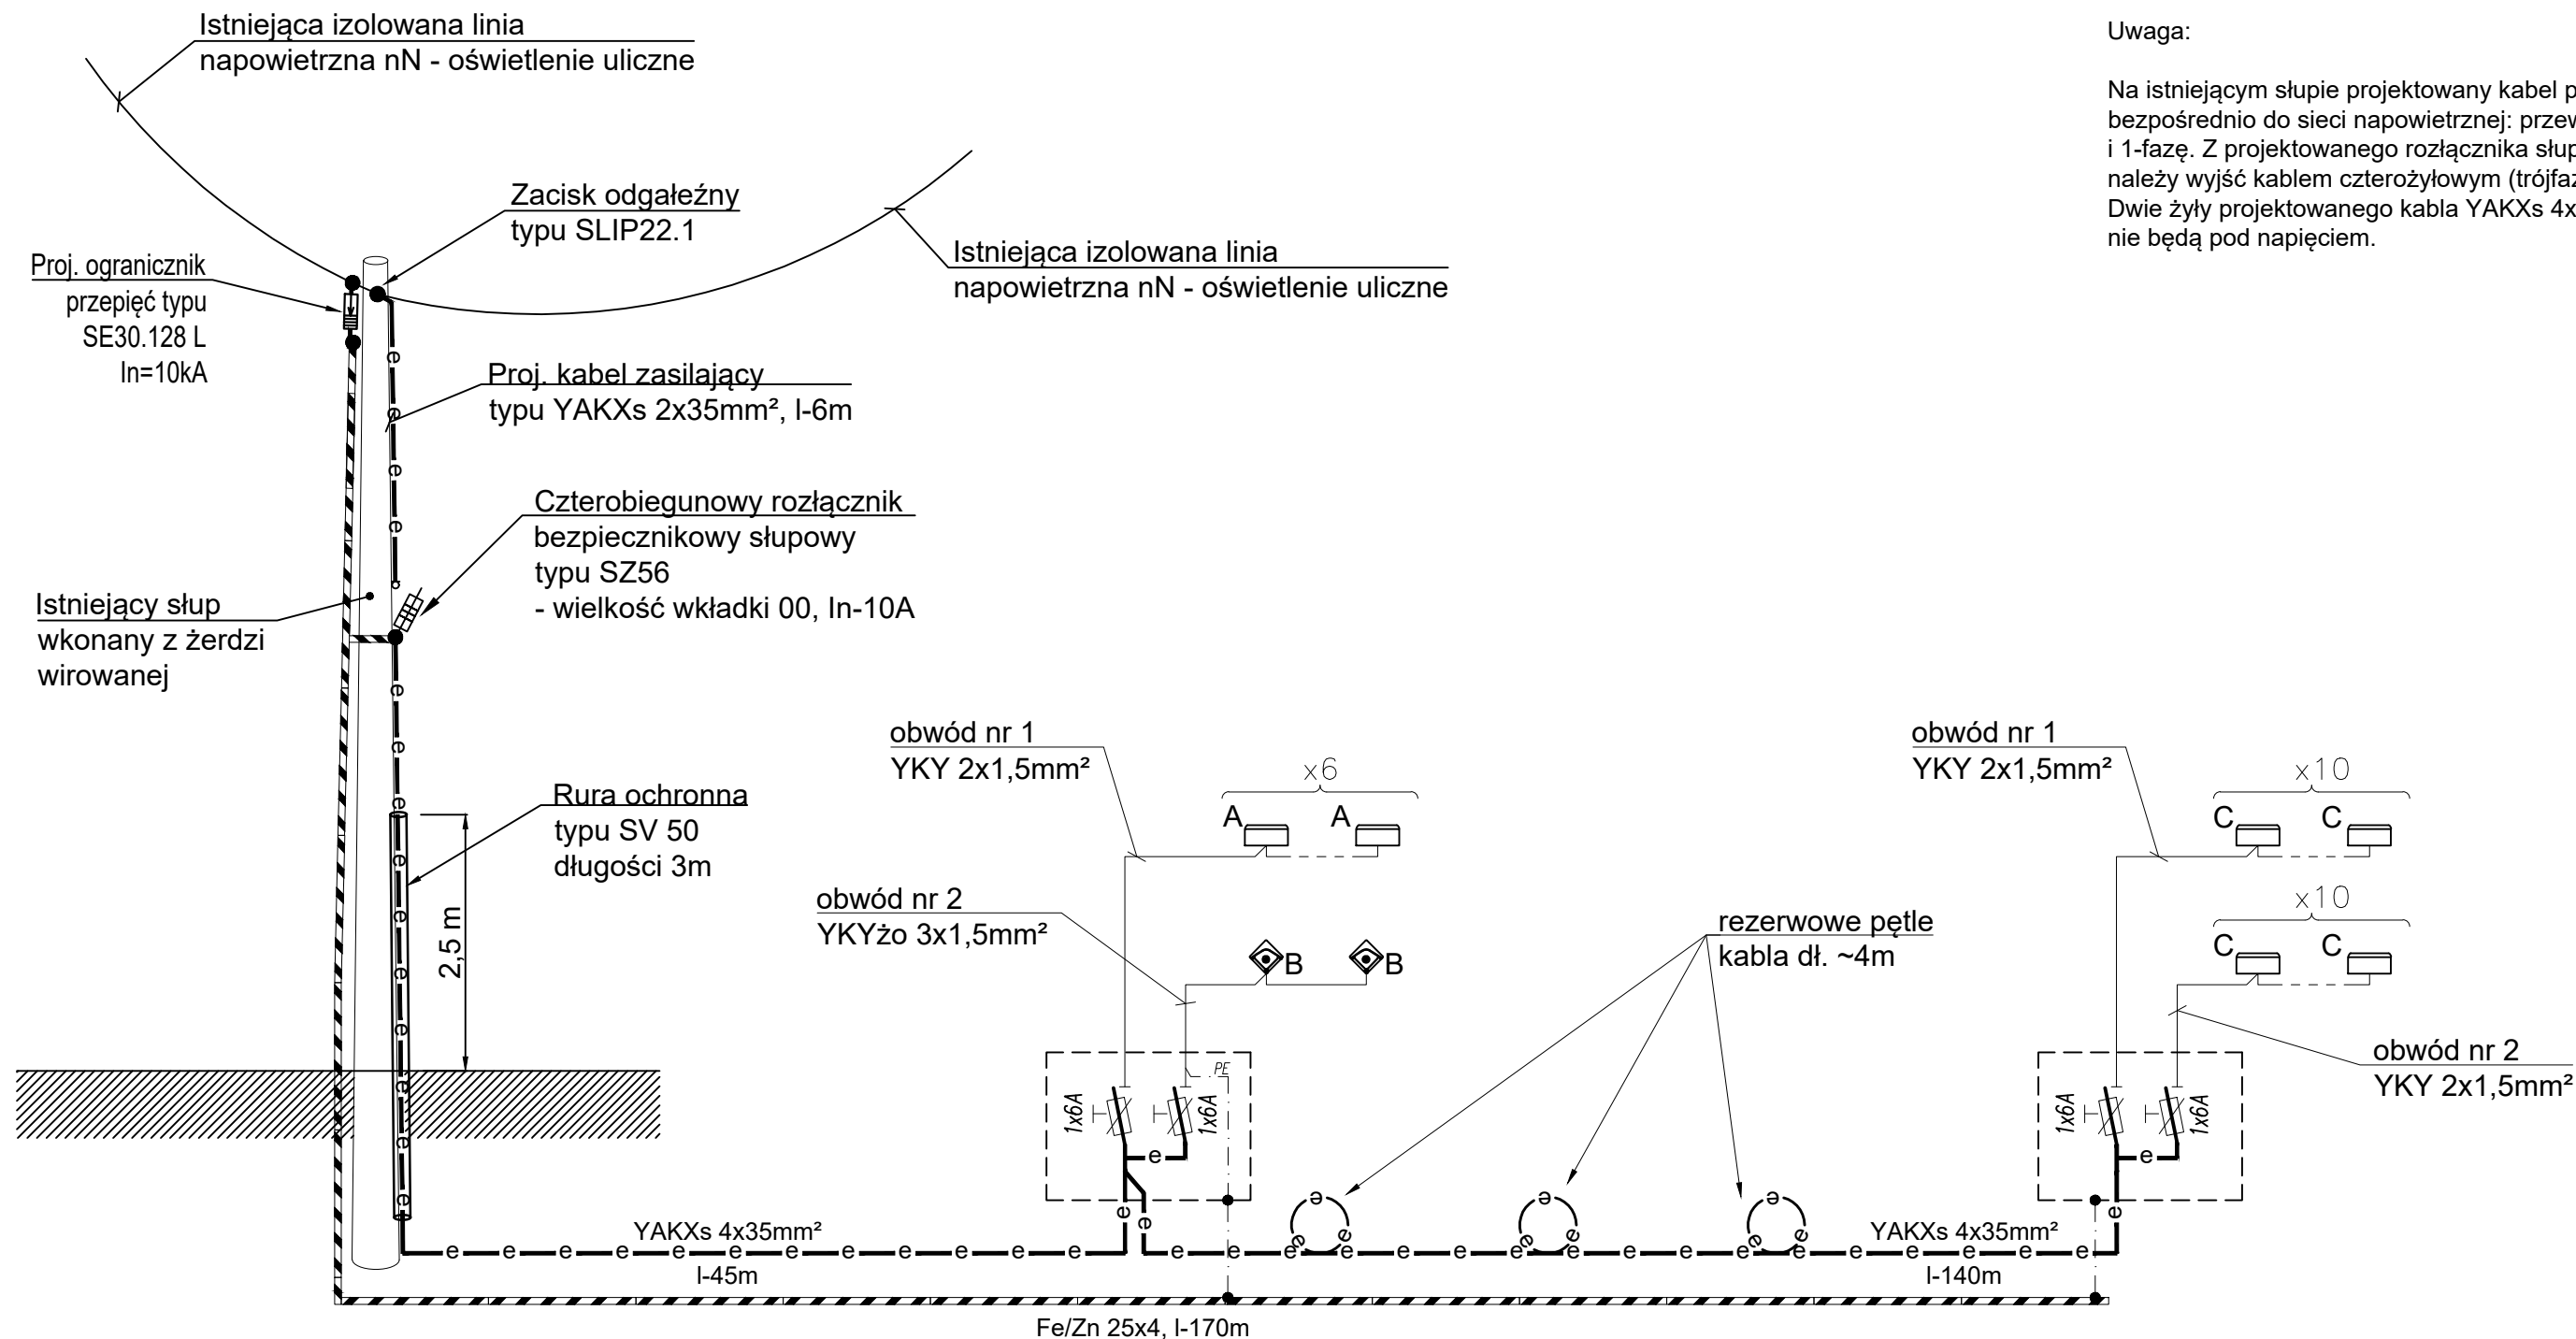 Istniejąca izolowana linia
napowietrzna nN - oświetlenie uliczne
Uwaga:
Na istniejącym słupie projektowany kabel
bezpośrednio do sieci napowietrznej:
i 1-fazę. Z projektowanego rozłącznika
należy wyjść kablem czterożyłowym
Dwie żyły projektowanego kabla YAKXs
nie będą pod napięciem.
Zacisk odgałeźny
typu SLIP22.1
Istniejąca izolowana linia
napowietrzna nN - oświetlenie uliczne
Proj. ogranicznik
przepięć typu
SE30.128 L
In=10kA
Proj. kabel zasilający
typu YAKXs 2x35mm², l-6m
Czterobiegunowy rozłącznik
bezpiecznikowy słupowy
typu SZ56
- wielkość wkładki 00, In-10A
Istniejący słup
wkonany z żerdzi
wirowanej
Rura ochronna
typu SV 50
długości 3m
2,5 m
obwód nr 1
YKY 2x1,5mm²
x6
A A
obwód nr 2
YKYżo 3x1,5mm²
B B
PE
1x6A 1x6A
rezerwowe pętle
kabla dł. ~4m
obwód nr 1
YKY 2x1,5mm²
x10
C C
x10
C C
obwód nr 2
YKY 2x1,5mm²
1x6A 1x6A
YAKXs 4x35mm²
l-45m
YAKXs 4x35mm²
l-140m
Fe/Zn 25x4, l-170m